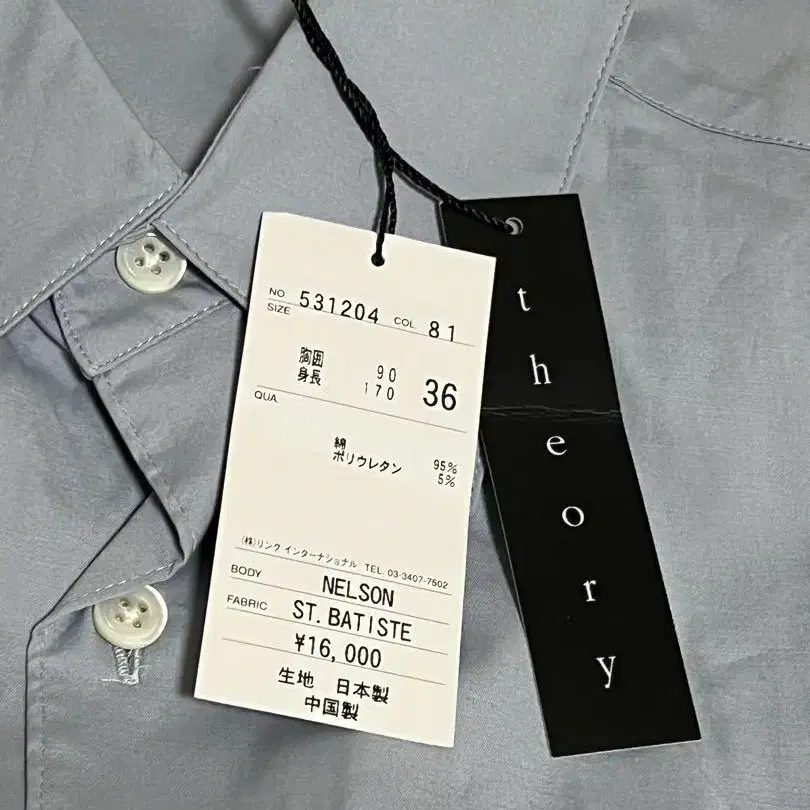 NO 531204 COL. 81
SIZE
胸囲 90
身長 170 36
QUA.
綿 95%
ポリウレタン 5%
(株)リンク インターナショナル TEL. 03-3407-7502
BODY NELSON
FABRIC ST.BATISTE
¥16,000
生地 日本製
中国製
theory